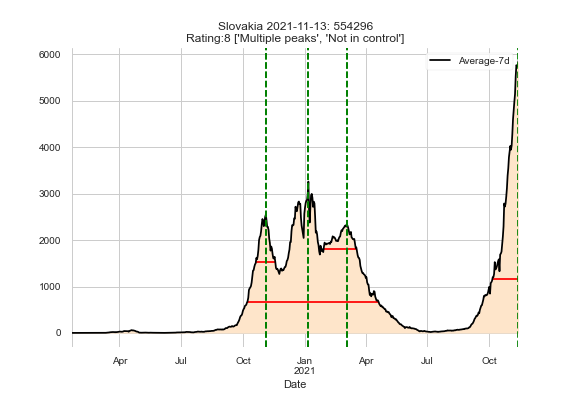 Slovakia 2021-11-13: 554296
Rating:8 ['Multiple peaks', 'Not in control']
Average-7d
6000
5000
4000
3000
2000
1000
0
Apr Jul Oct Jan Apr Jul Oct
2021
Date